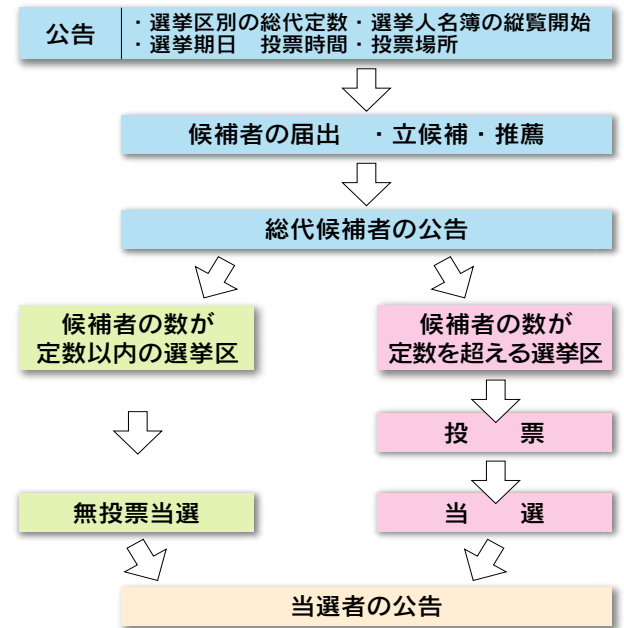 公告
・選挙区別の総代定数・選挙人名簿の縦覧開始
・選挙期日　投票時間・投票場所
候補者の届出　・立候補・推薦
総代候補者の公告
候補者の数が
定数以内の選挙区
候補者の数が
定数を超える選挙区
投　　票
無投票当選
当　　選
当選者の公告